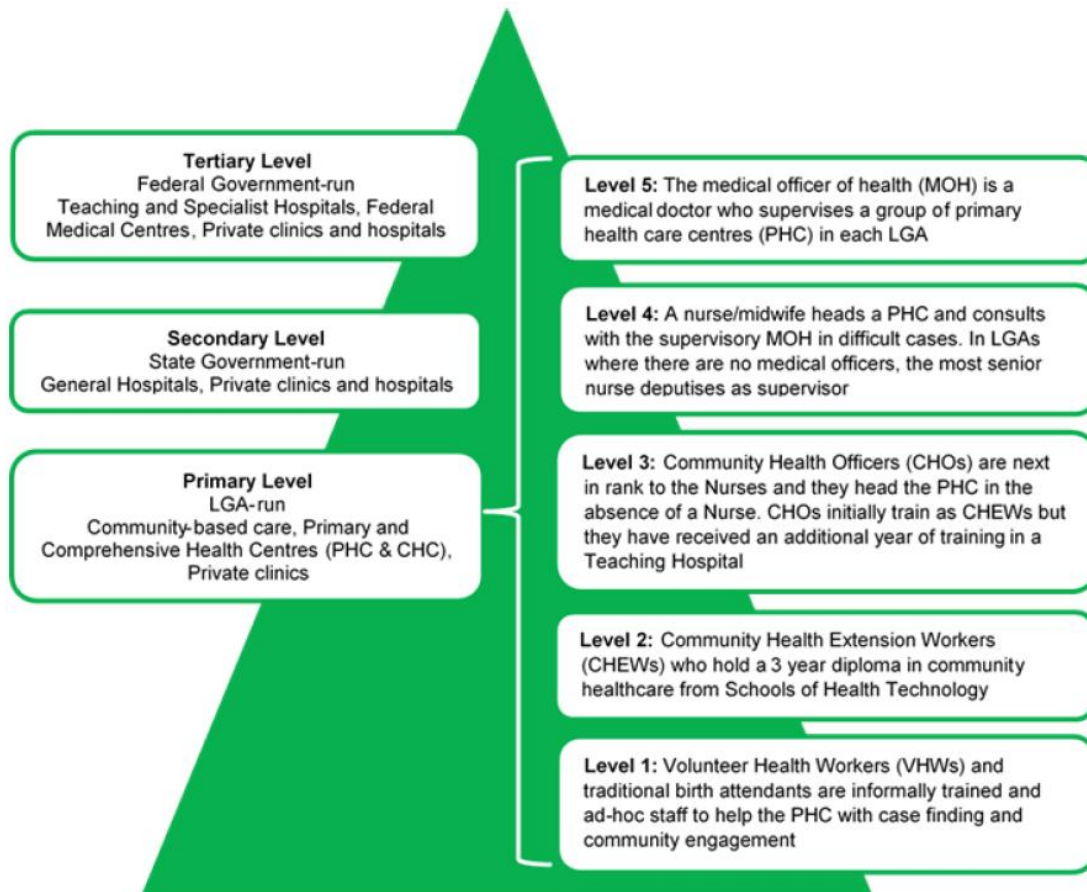 Tertiary Level
Federal Government-run
Teaching and Specialist Hospitals, Federal
Medical Centres, Private clinics and hospitals
Secondary Level
State Government-run
General Hospitals, Private clinics and hospitals
Primary Level
LGA-run
Community-based care, Primary and
Comprehensive Health Centres (PHC & CHC),
Private clinics
Level 5: The medical officer of health (MOH) is a
medical doctor who supervises a group of primary
health care centres (PHC) in each LGA
Level 4: A nurse/midwife heads a PHC and consults
with the supervisory MOH in difficult cases. In LGAs
where there are no medical officers, the most senior
nurse deputises as supervisor
Level 3: Community Health Officers (CHOs) are next
in rank to the Nurses and they head the PHC in the
absence of a Nurse. CHOs initially train as CHEWs but
they have received an additional year of training in a
Teaching Hospital
Level 2: Community Health Extension Workers
(CHEWs) who hold a 3 year diploma in community
healthcare from Schools of Health Technology
Level 1: Volunteer Health Workers (VHWs) and
traditional birth attendants are informally trained and
ad-hoc staff to help the PHC with case finding and
community engagement